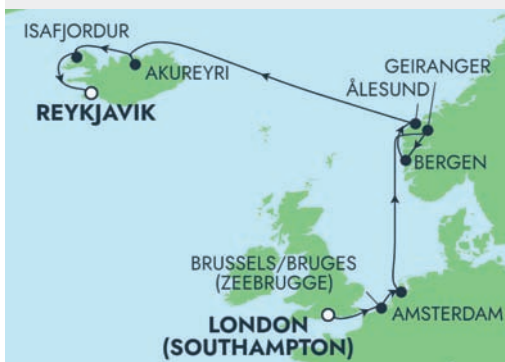 ISAFJORDUR
AKUREYRI
REYKJAVIK
GEIRANGER
ÅLESUND
BERGEN
BRUSSELS/BRUGES
(ZEEBRUGGE)
AMSTERDAM
LONDON
(SOUTHAMPTON)